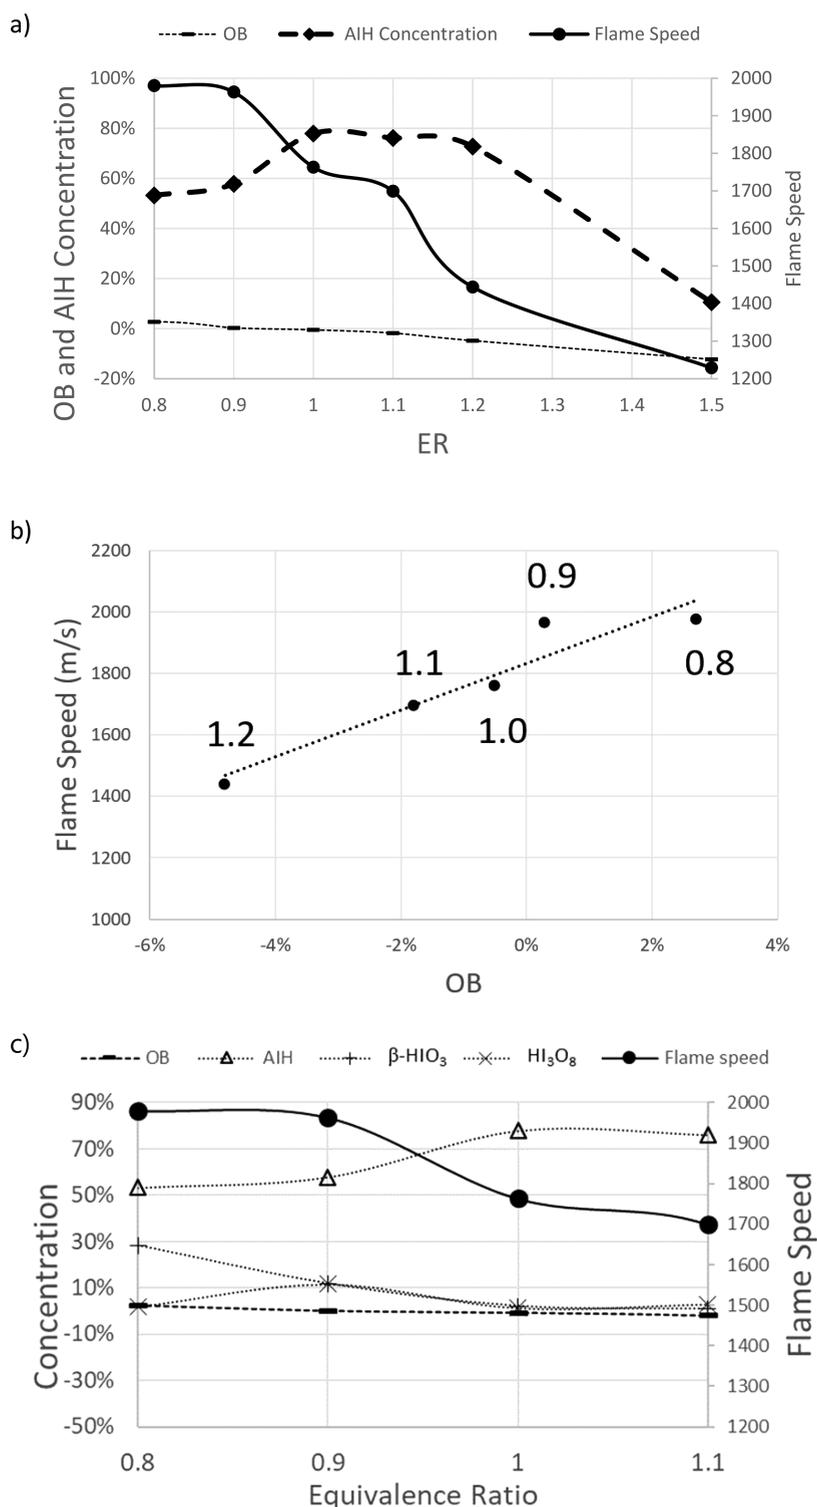 a)
OB AIH Concentration Flame Speed
OB and AIH Concentration
100%
80%
60%
40%
20%
0%
-20%
2000
1900
1800
1700
1600
1500
1400
1300
1200
Flame Speed
0.8 0.9 1 1.1 1.2 1.3 1.4 1.5
ER
b)
Flame Speed (m/s)
2200
2000
1800
1600
1400
1200
1000
0.9
1.1
0.8
1.2
1.0
-6% -4% -2% 0% 2% 4%
OB
c)
OB AIH β-HIO₃ HI₃O₈ Flame speed
Concentration
90%
70%
50%
30%
10%
-10%
-30%
-50%
2000
1900
1800
1700
1600
1500
1400
1300
1200
Flame Speed
0.8 0.9 1 1.1
Equivalence Ratio